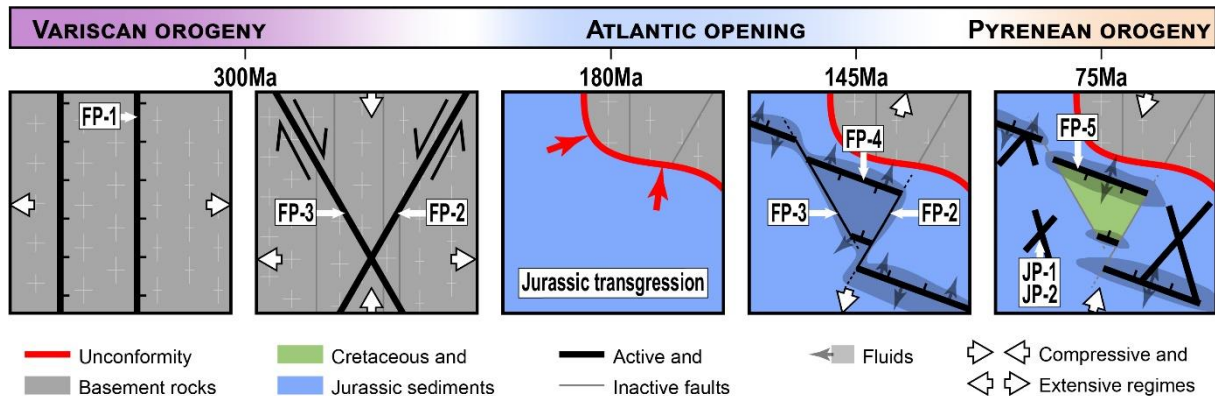 VARISCAN OROGENY ATLANTIC OPENING PYRENEAN OROGENY
300Ma 180Ma 145Ma 75Ma
FP-1
FP-3 FP-2
Jurassic transgression
FP-4
FP-3 FP-2
FP-5
JP-1
JP-2
Unconformity Cretaceous and Active and Fluids Compressive and
Basement rocks Jurassic sediments Inactive faults Extensive regimes